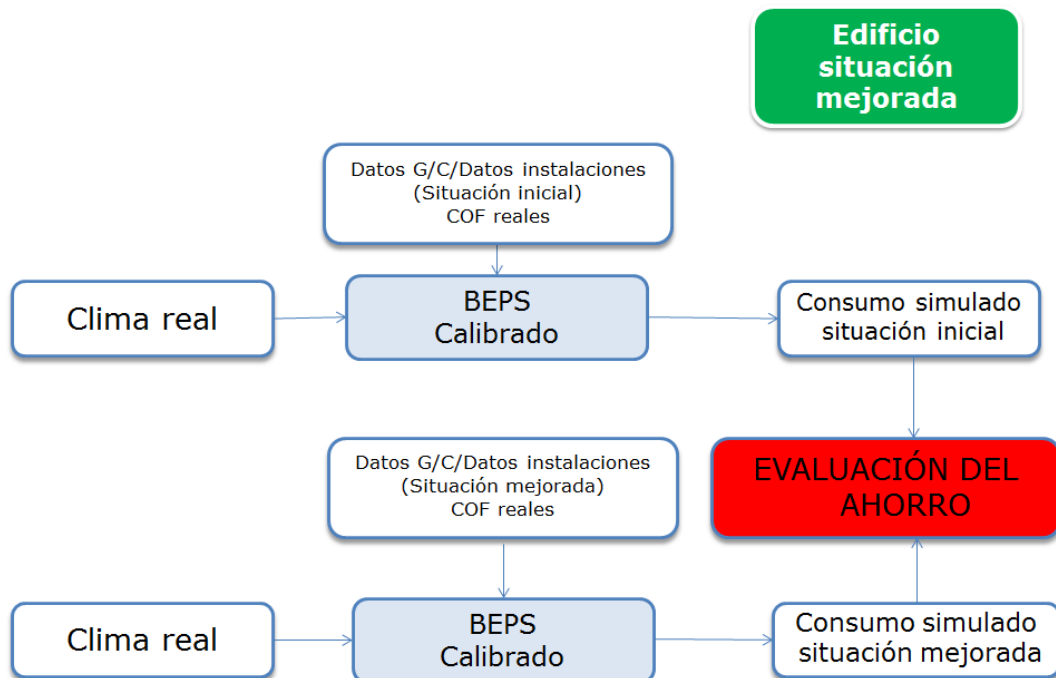 Edificio
situación
mejorada
Datos G/C/Datos instalaciones
(Situación inicial)
COF reales
Clima real
BEPS
Calibrado
Consumo simulado
situación inicial
Datos G/C/Datos instalaciones
(Situación mejorada)
COF reales
EVALUACIÓN DEL
AHORRO
Clima real
BEPS
Calibrado
Consumo simulado
situación mejorada